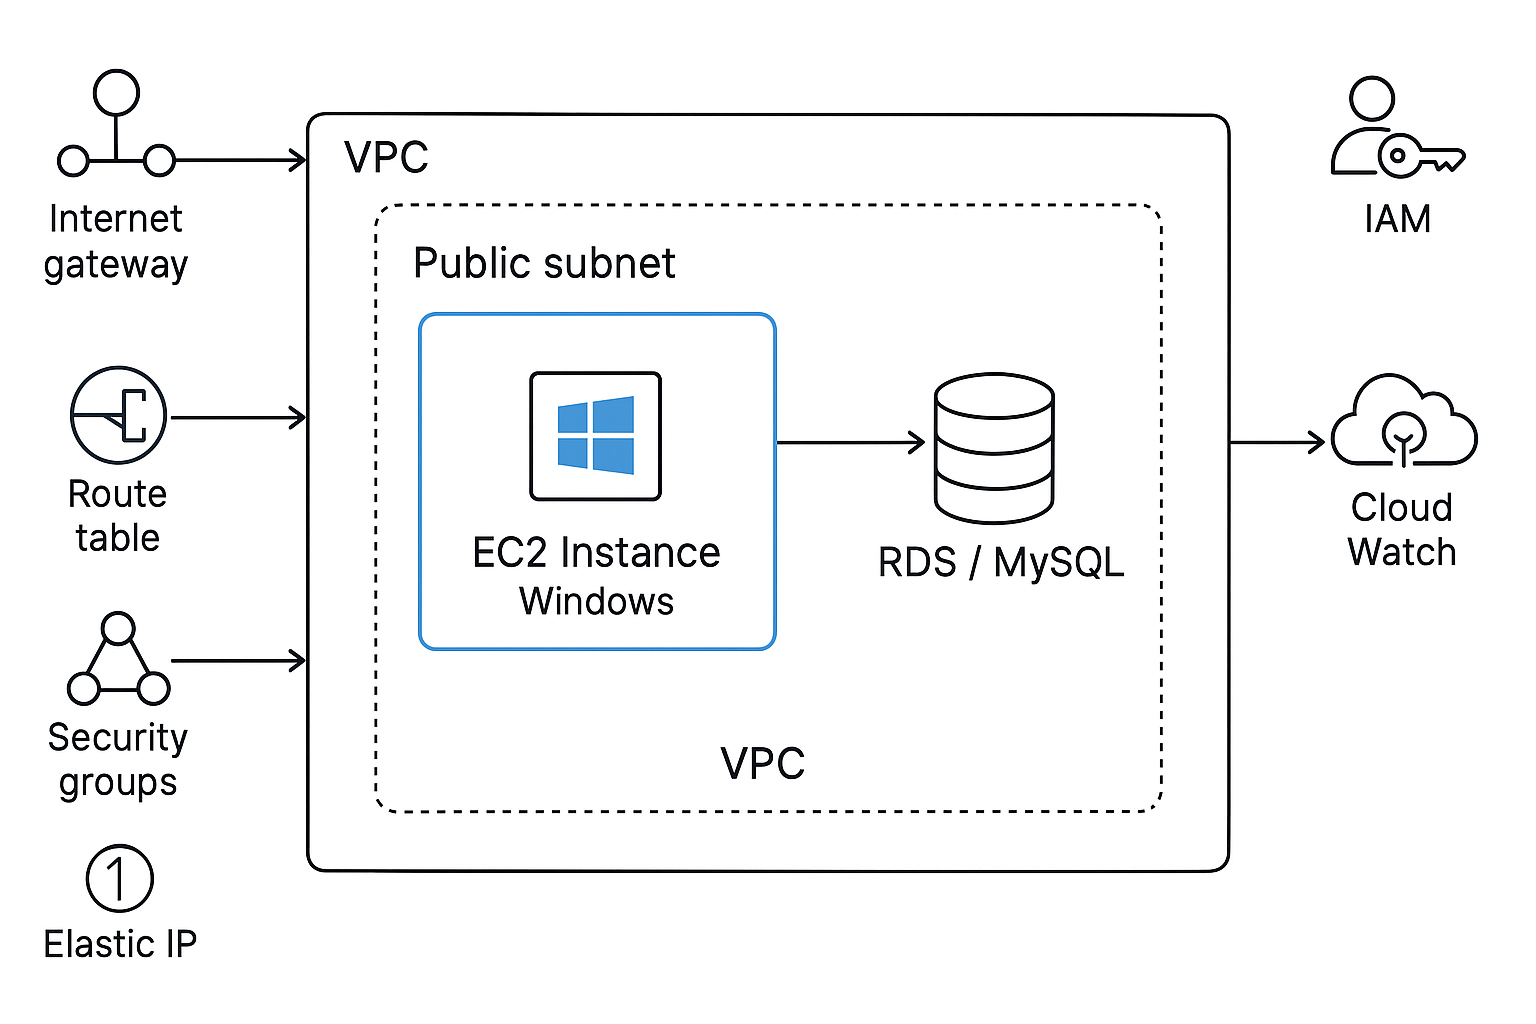 Internet
gateway
VPC
IAM
Public subnet
Route
table
EC2 Instance
Windows
RDS / MySQL
Cloud
Watch
Security
groups
VPC
1
Elastic IP